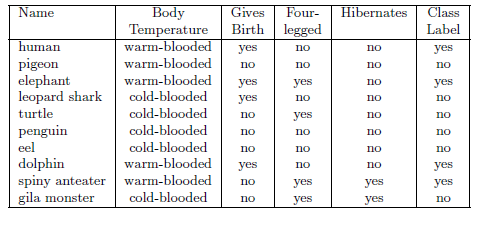 Name Body Gives Four- Hibernates Class
Temperature Birth legged Label
human warm-blooded yes no no yes
pigeon warm-blooded no no no no
elephant warm-blooded yes yes no yes
leopard shark cold-blooded yes no no no
turtle cold-blooded no yes no no
penguin cold-blooded no no no no
eel cold-blooded no no no no
dolphin warm-blooded yes no no yes
spiny anteater warm-blooded no yes yes yes
gila monster cold-blooded no yes yes no